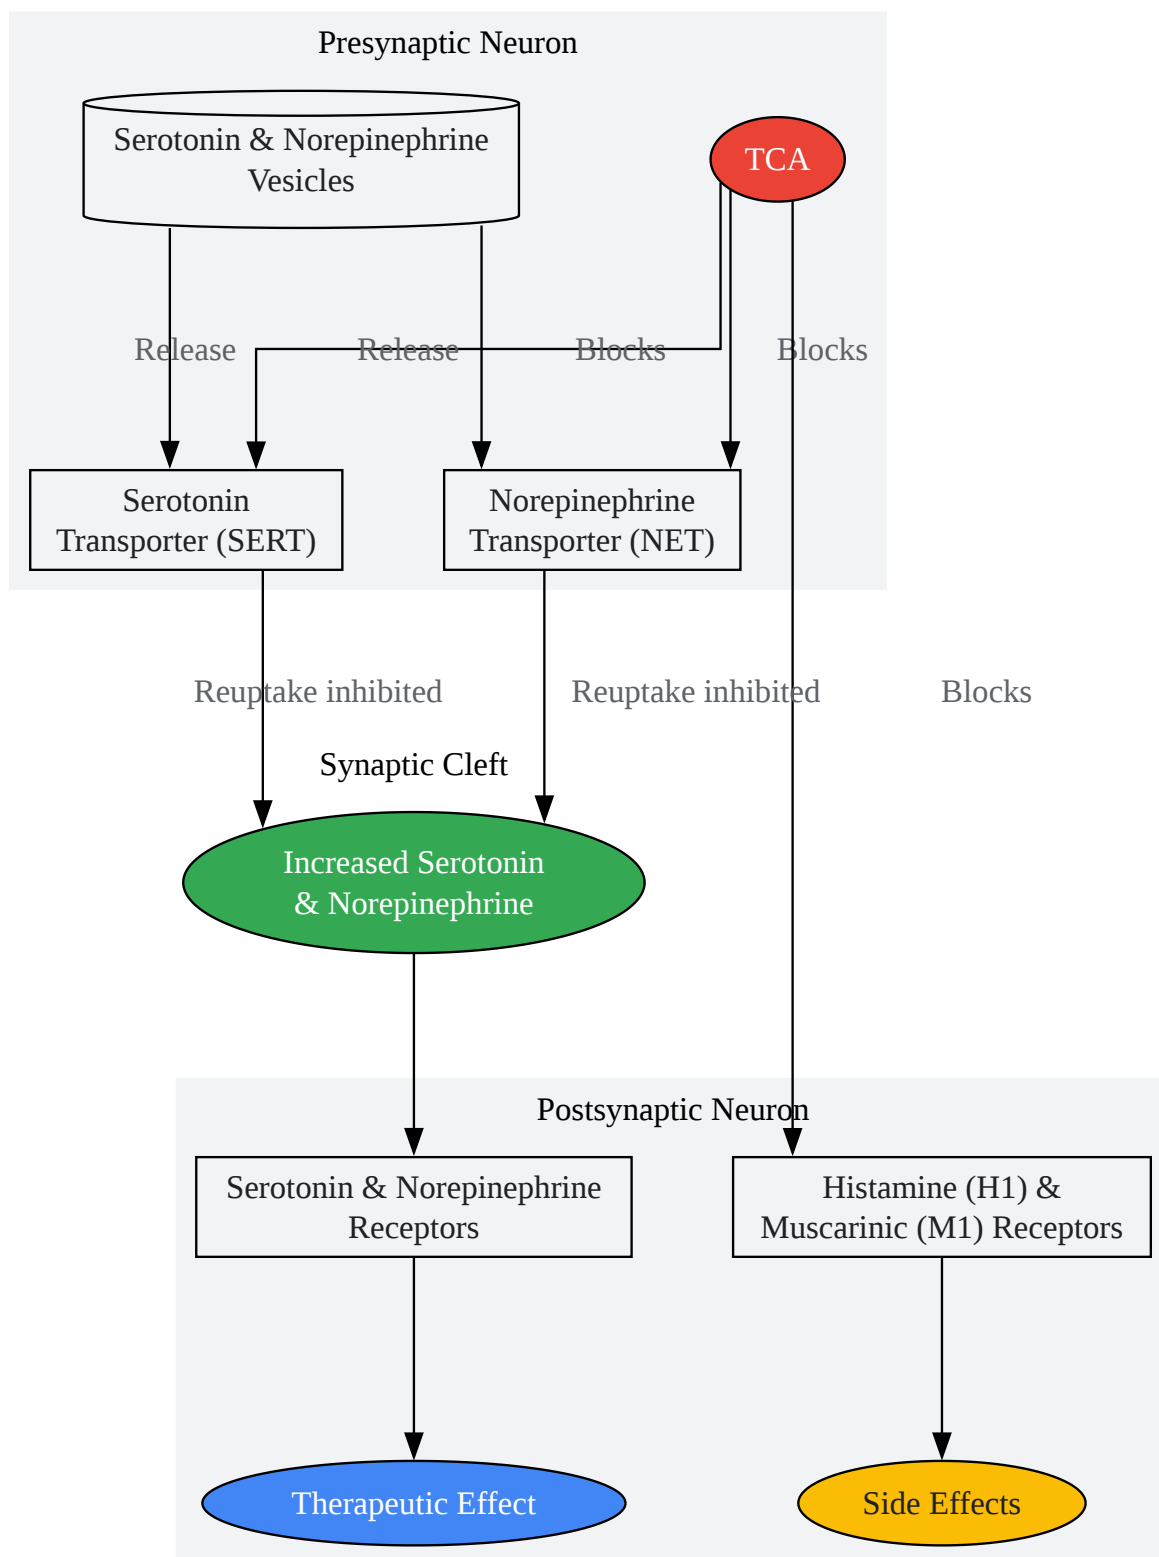 Presynaptic Neuron
Serotonin & Norepinephrine
Vesicles
TCA
Release
Release
Blocks
Blocks
Serotonin
Transporter (SERT)
Norepinephrine
Transporter (NET)
Reuptake inhibited
Reuptake inhibited
Blocks
Synaptic Cleft
Increased Serotonin
& Norepinephrine
Postsynaptic Neuron
Serotonin & Norepinephrine
Receptors
Histamine (H1) &
Muscarinic (M1) Receptors
Therapeutic Effect
Side Effects